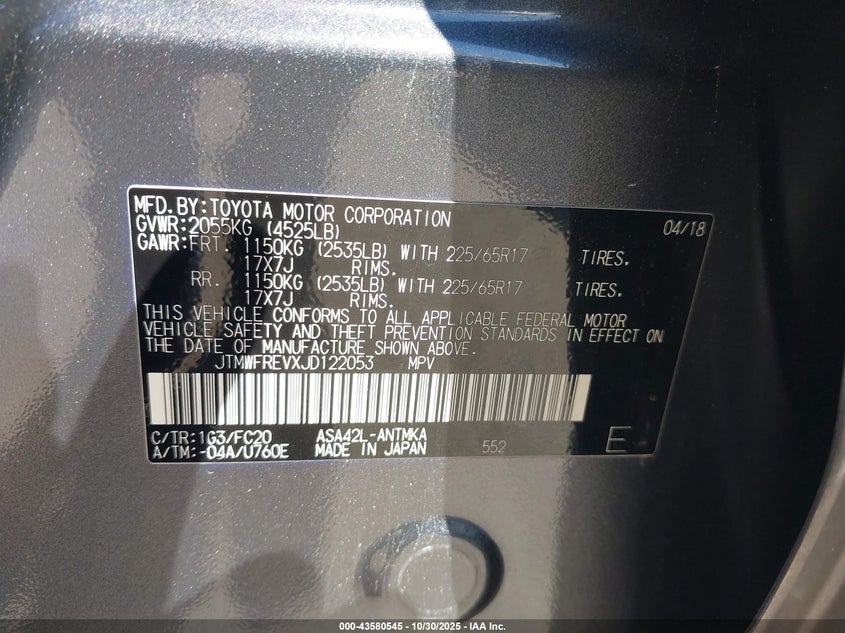 MFD.BY:TOYOTA MOTOR CORPORATION 04/18
GVWR:2055KG (4525LB)
GAWR:FRT. 1150KG (2535LB) WITH 225/65R17 TIRES.
17X7J RIMS.
RR. 1150KG (2535LB) WITH 225/65R17 TIRES.
17X7J RIMS.
THIS VEHICLE CONFORMS TO ALL APPLICABLE FEDERAL MOTOR
VEHICLE SAFETY AND THEFT PREVENTION STANDARDS IN EFFECT ON
THE DATE OF MANUFACTURE SHOWN ABOVE.
JTMWFREVXJD122053 MPV
C/TR:1G3/FC20 ASA42L-ANTMKA
A/TM:-04A/U760E MADE IN JAPAN 552 E
000-43580545 - 10/30/2025 - IAA Inc.